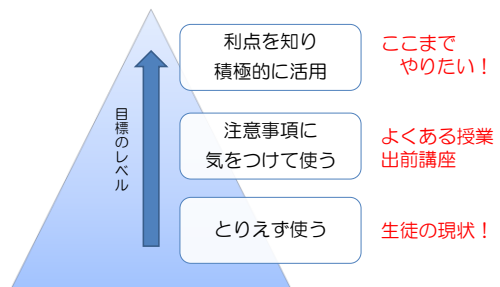 利点を知り
積極的に活用
ここまで
やりたい！
目標のレベル
注意事項に
気をつけて使う
よくある授業
出前講座
とりえず使う
生徒の現状！